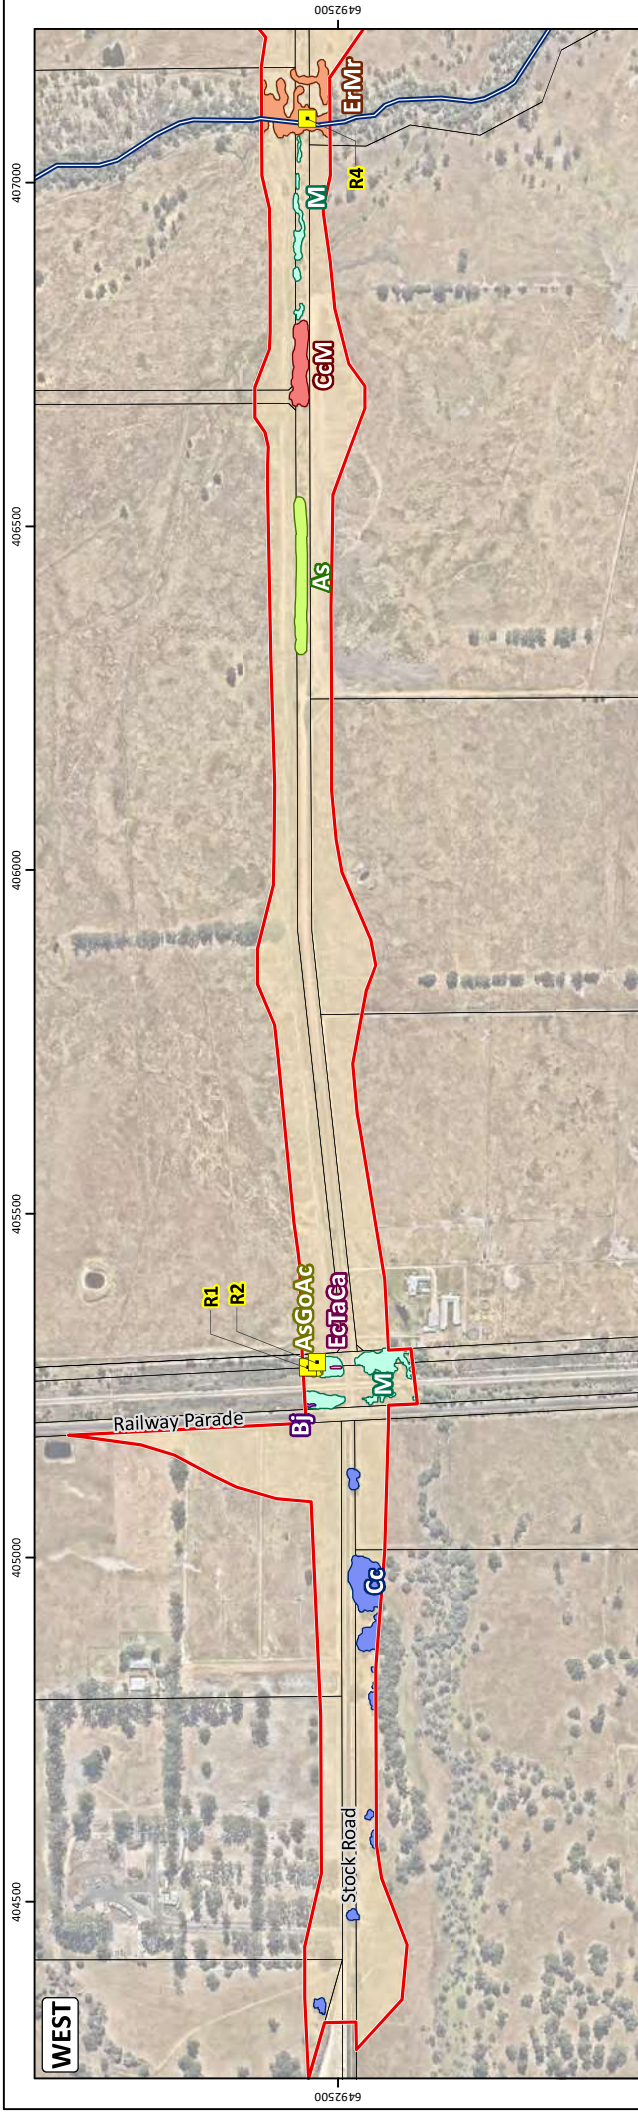 WEST
404500
405000
405500
406000
406500
407000
6492500
6492500
Stock Road
Railway Parade
Cc
Bj
M
R1
R2
AsGoAc
EcTaCa
As
CcM
M
R4
ErMr